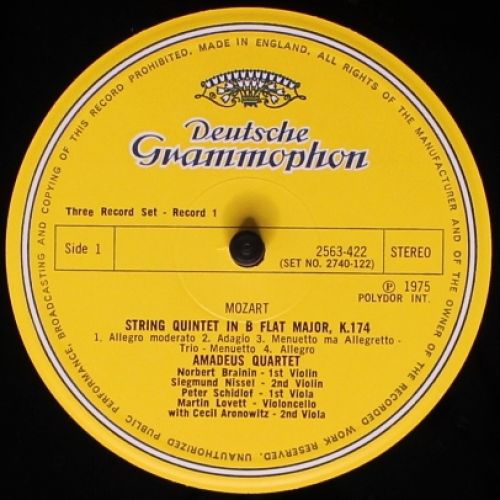 BROADCASTING AND COPYING OF THIS RECORD PROHIBITED. MADE IN ENGLAND. ALL RIGHTS OF THE MANUFACTURER AND OF THE OWNER OF THE RECORDED WORK RESERVED. UNAUTHORIZED PUBLIC PERFORMANCE,
Deutsche
Grammophon
Three Record Set - Record 1
Side 1
2563-422
(SET NO. 2740-122)
STEREO
Ⓟ 1975
POLYDOR INT.
MOZART
STRING QUINTET IN B FLAT MAJOR, K.174
1. Allegro moderato 2. Adagio 3. Menuetto ma Allegretto -
Trio - Menuetto 4. Allegro
AMADEUS QUARTET
Norbert Brainin - 1st Violin
Siegmund Nissel - 2nd Violin
Peter Schidlof - 1st Viola
Martin Lovett - Violoncello
with Cecil Aronowitz - 2nd Viola